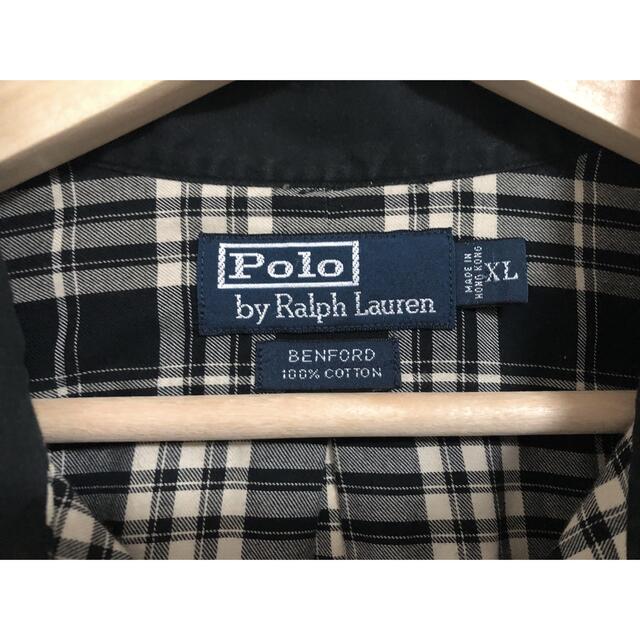 Polo
by Ralph Lauren
MADE IN
HONG KONG
XL
BENFORD
100% COTTON